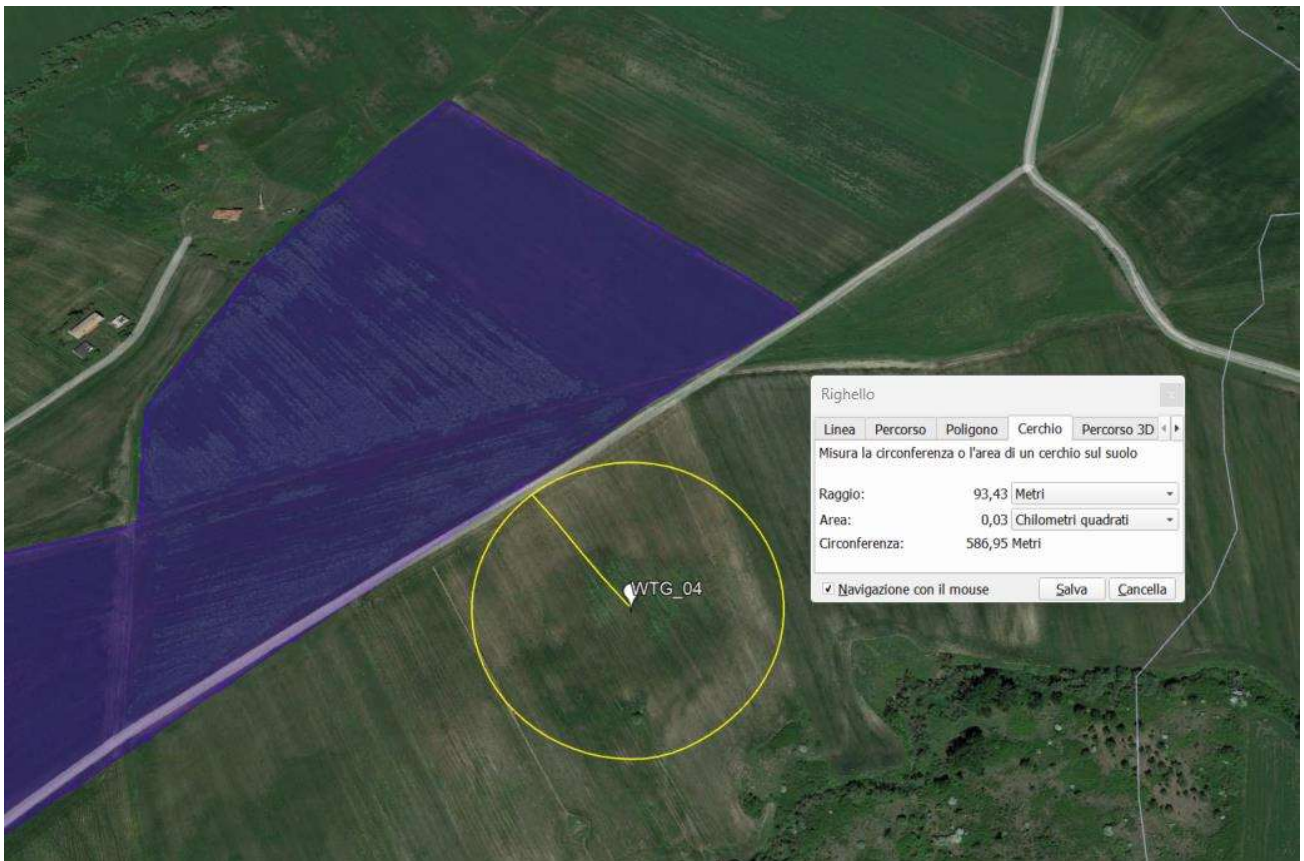 Righello
Linea Percorso Poligono Cerchio Percorso 3D
Misura la circonferenza o l'area di un cerchio sul suolo
Raggio: 93,43 Metri
Area: 0,03 Chilometri quadrati
Circonferenza: 586,95 Metri
WTG_04
Navigazione con il mouse Salva Cancella